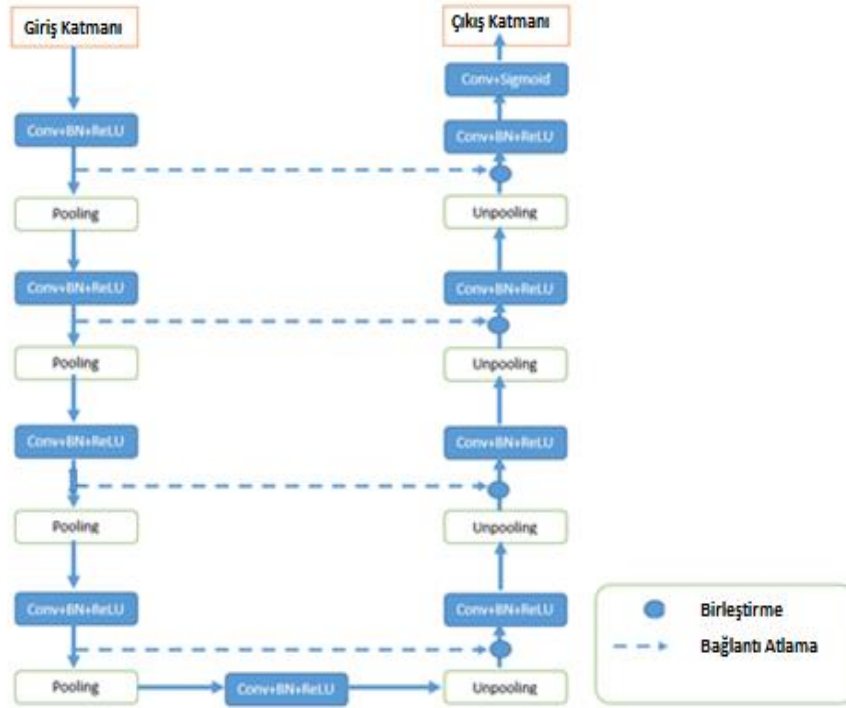 Giriş Katmanı
Conv+BN+ReLU
Pooling
Conv+BN+ReLU
Pooling
Conv+BN+ReLU
Pooling
Conv+BN+ReLU
Pooling
Conv+BN+ReLU
Unpooling
Conv+BN+ReLU
Unpooling
Conv+BN+ReLU
Unpooling
Conv+BN+ReLU
Unpooling
Conv+BN+ReLU
Conv+Sigmoid
Çıkış Katmanı
Birleştirme
Bağlantı Atlama